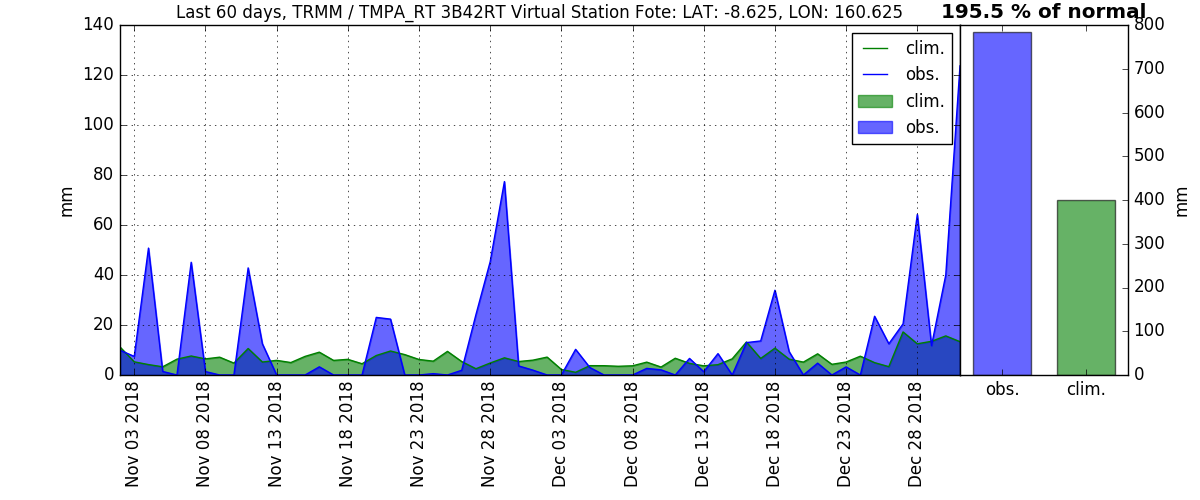 Last 60 days, TRMM / TMPA_RT 3B42RT Virtual Station Fote: LAT: -8.625, LON: 160.625
195.5 % of normal
140
120
100
80
60
40
20
0
mm
clim.
obs.
clim.
obs.
800
700
600
500
400
300
200
100
0
mm
obs.
clim.
Nov 03 2018
Nov 08 2018
Nov 13 2018
Nov 18 2018
Nov 23 2018
Nov 28 2018
Dec 03 2018
Dec 08 2018
Dec 13 2018
Dec 18 2018
Dec 23 2018
Dec 28 2018